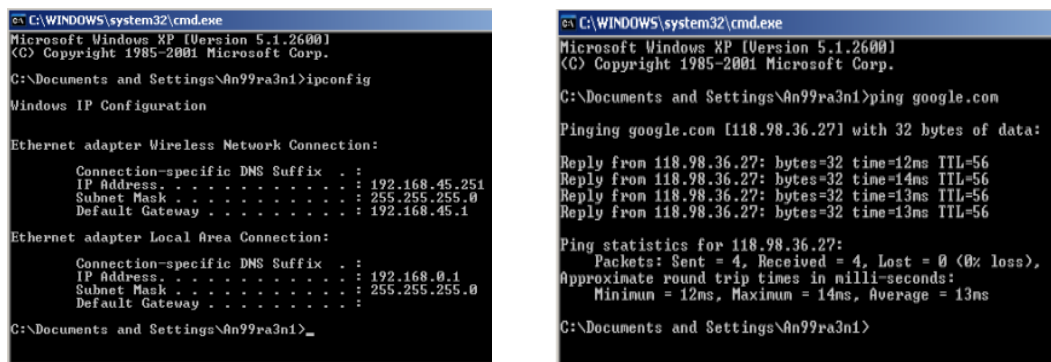 C:\WINDOWS\system32\cmd.exe
Microsoft Windows XP [Version 5.1.2600]
(C) Copyright 1985-2001 Microsoft Corp.
C:\Documents and Settings\An99ra3n1>ipconfig
Windows IP Configuration
Ethernet adapter Wireless Network Connection:
Connection-specific DNS Suffix . :
IP Address. . . . . . . . . . . . : 192.168.45.251
Subnet Mask . . . . . . . . . . . : 255.255.255.0
Default Gateway . . . . . . . . . : 192.168.45.1
Ethernet adapter Local Area Connection:
Connection-specific DNS Suffix . :
IP Address. . . . . . . . . . . . : 192.168.0.1
Subnet Mask . . . . . . . . . . . : 255.255.255.0
Default Gateway . . . . . . . . . :
C:\Documents and Settings\An99ra3n1>_
C:\WINDOWS\system32\cmd.exe
Microsoft Windows XP [Version 5.1.2600]
(C) Copyright 1985-2001 Microsoft Corp.
C:\Documents and Settings\An99ra3n1>ping google.com
Pinging google.com [118.98.36.27] with 32 bytes of data:
Reply from 118.98.36.27: bytes=32 time=12ms TTL=56
Reply from 118.98.36.27: bytes=32 time=14ms TTL=56
Reply from 118.98.36.27: bytes=32 time=13ms TTL=56
Reply from 118.98.36.27: bytes=32 time=13ms TTL=56
Ping statistics for 118.98.36.27:
Packets: Sent = 4, Received = 4, Lost = 0 (0% loss),
Approximate round trip times in milli-seconds:
Minimum = 12ms, Maximum = 14ms, Average = 13ms
C:\Documents and Settings\An99ra3n1>